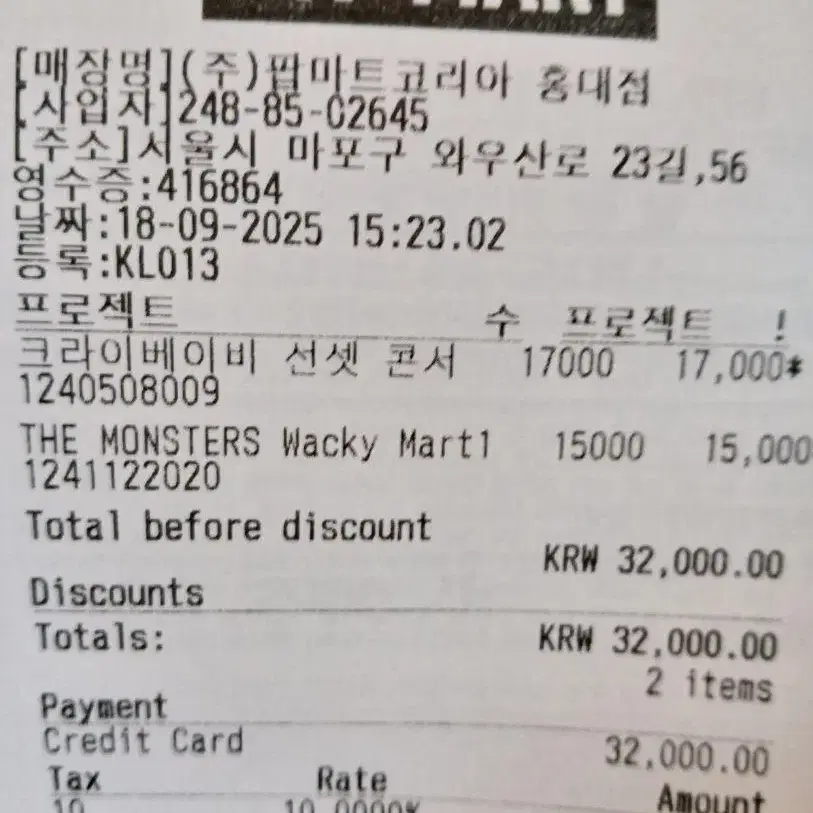 [매장명](주)팝마트코리아 홍대점
[사업자]248-85-02645
[주소]서울시 마포구 와우산로 23길,56
영수증:416864
날짜:18-09-2025 15:23.02
등록:KL013
프로젝트 수 프로젝트 !
크라이베이비 선셋 콘서 17000 17,000*
1240508009
THE MONSTERS Wacky Mart1 15000 15,000
1241122020
Total before discount
KRW 32,000.00
Discounts
Totals: KRW 32,000.00
2 items
Payment
Credit Card 32,000.00
Tax Rate Amount
10 10.0000%